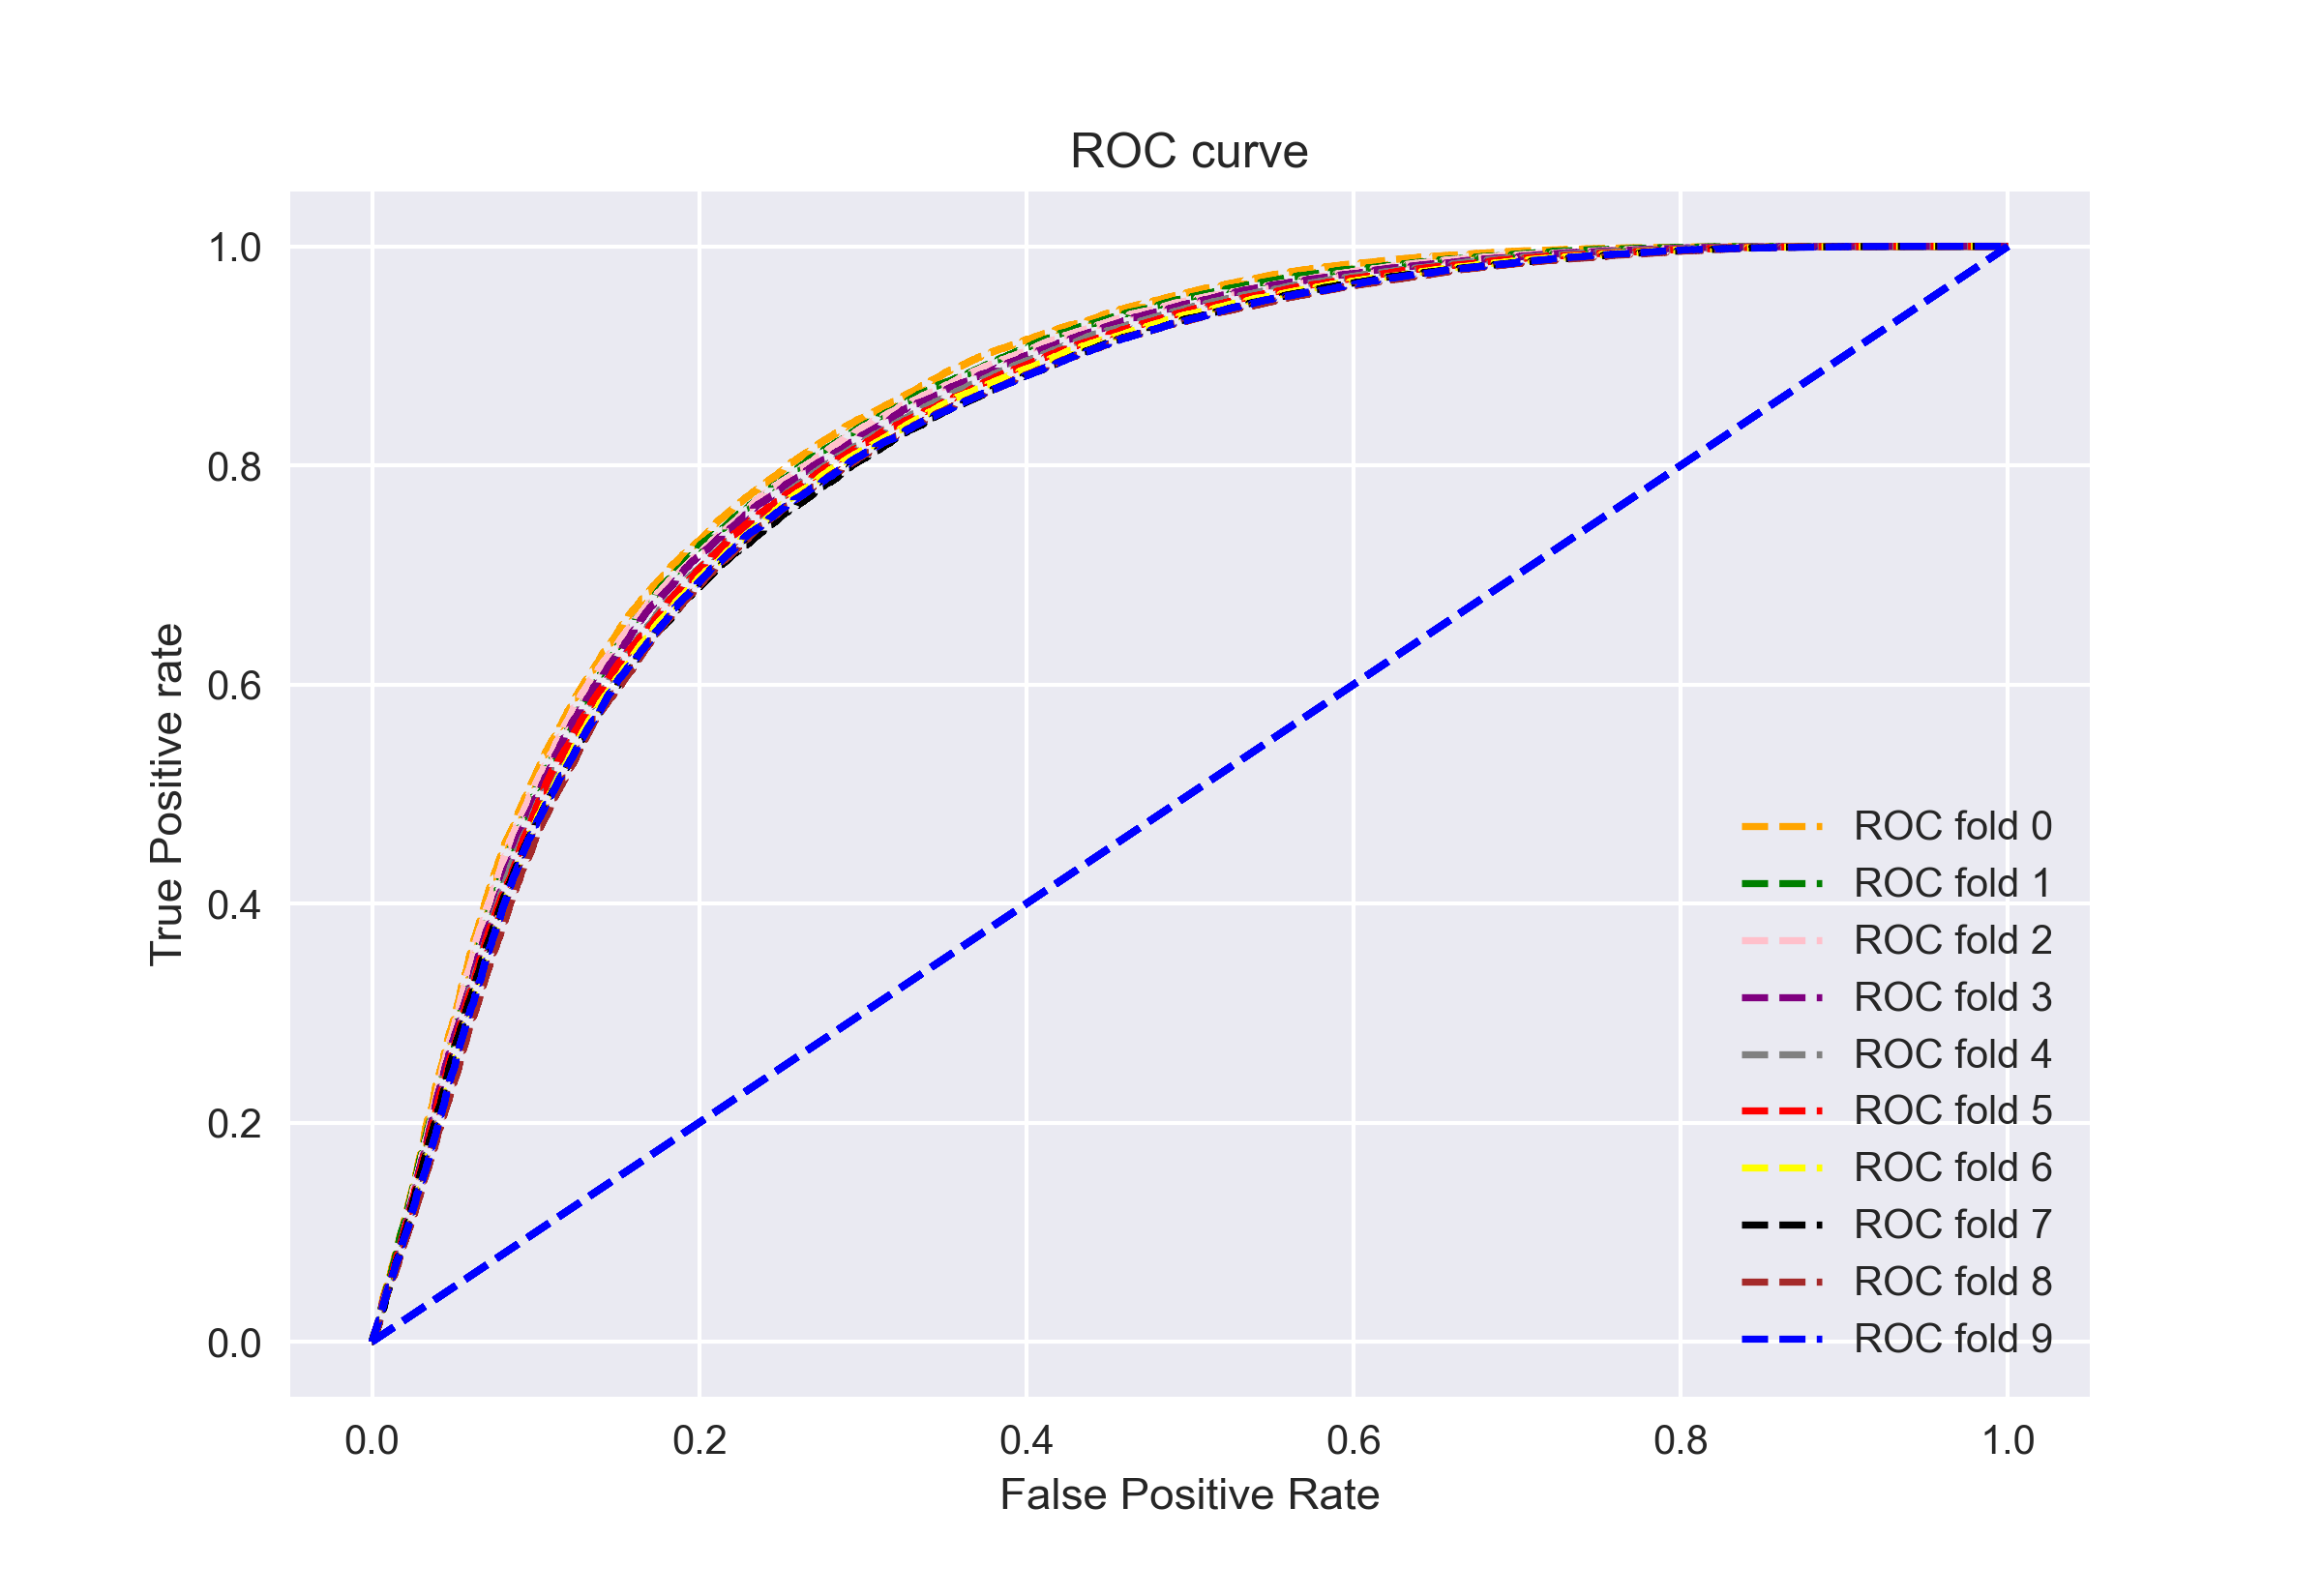 ROC curve
1.0
0.8
0.6
0.4
0.2
0.0
True Positive rate
ROC fold 0
ROC fold 1
ROC fold 2
ROC fold 3
ROC fold 4
ROC fold 5
ROC fold 6
ROC fold 7
ROC fold 8
ROC fold 9
0.0 0.2 0.4 0.6 0.8 1.0
False Positive Rate